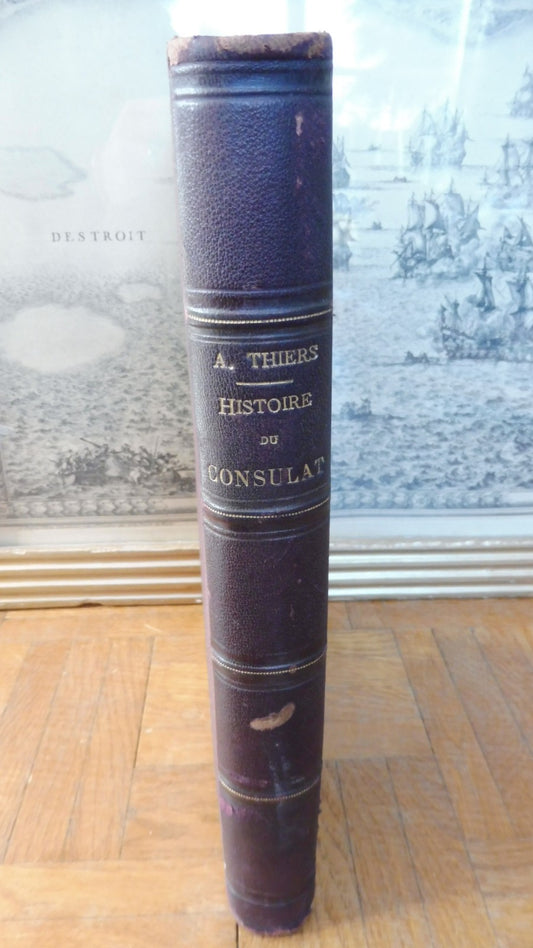 DESTROIT
A. THIERS
HISTOIRE
DU
CONSULAT